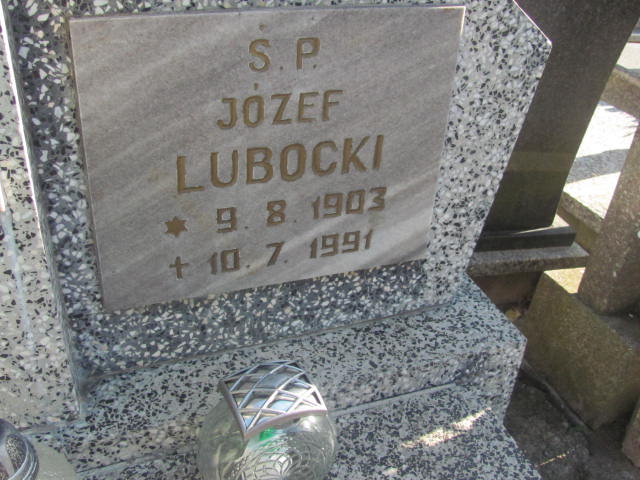 Ś. P.
JÓZEF
LUBOCKI
* 9. 8. 1903
+ 10. 7. 1991